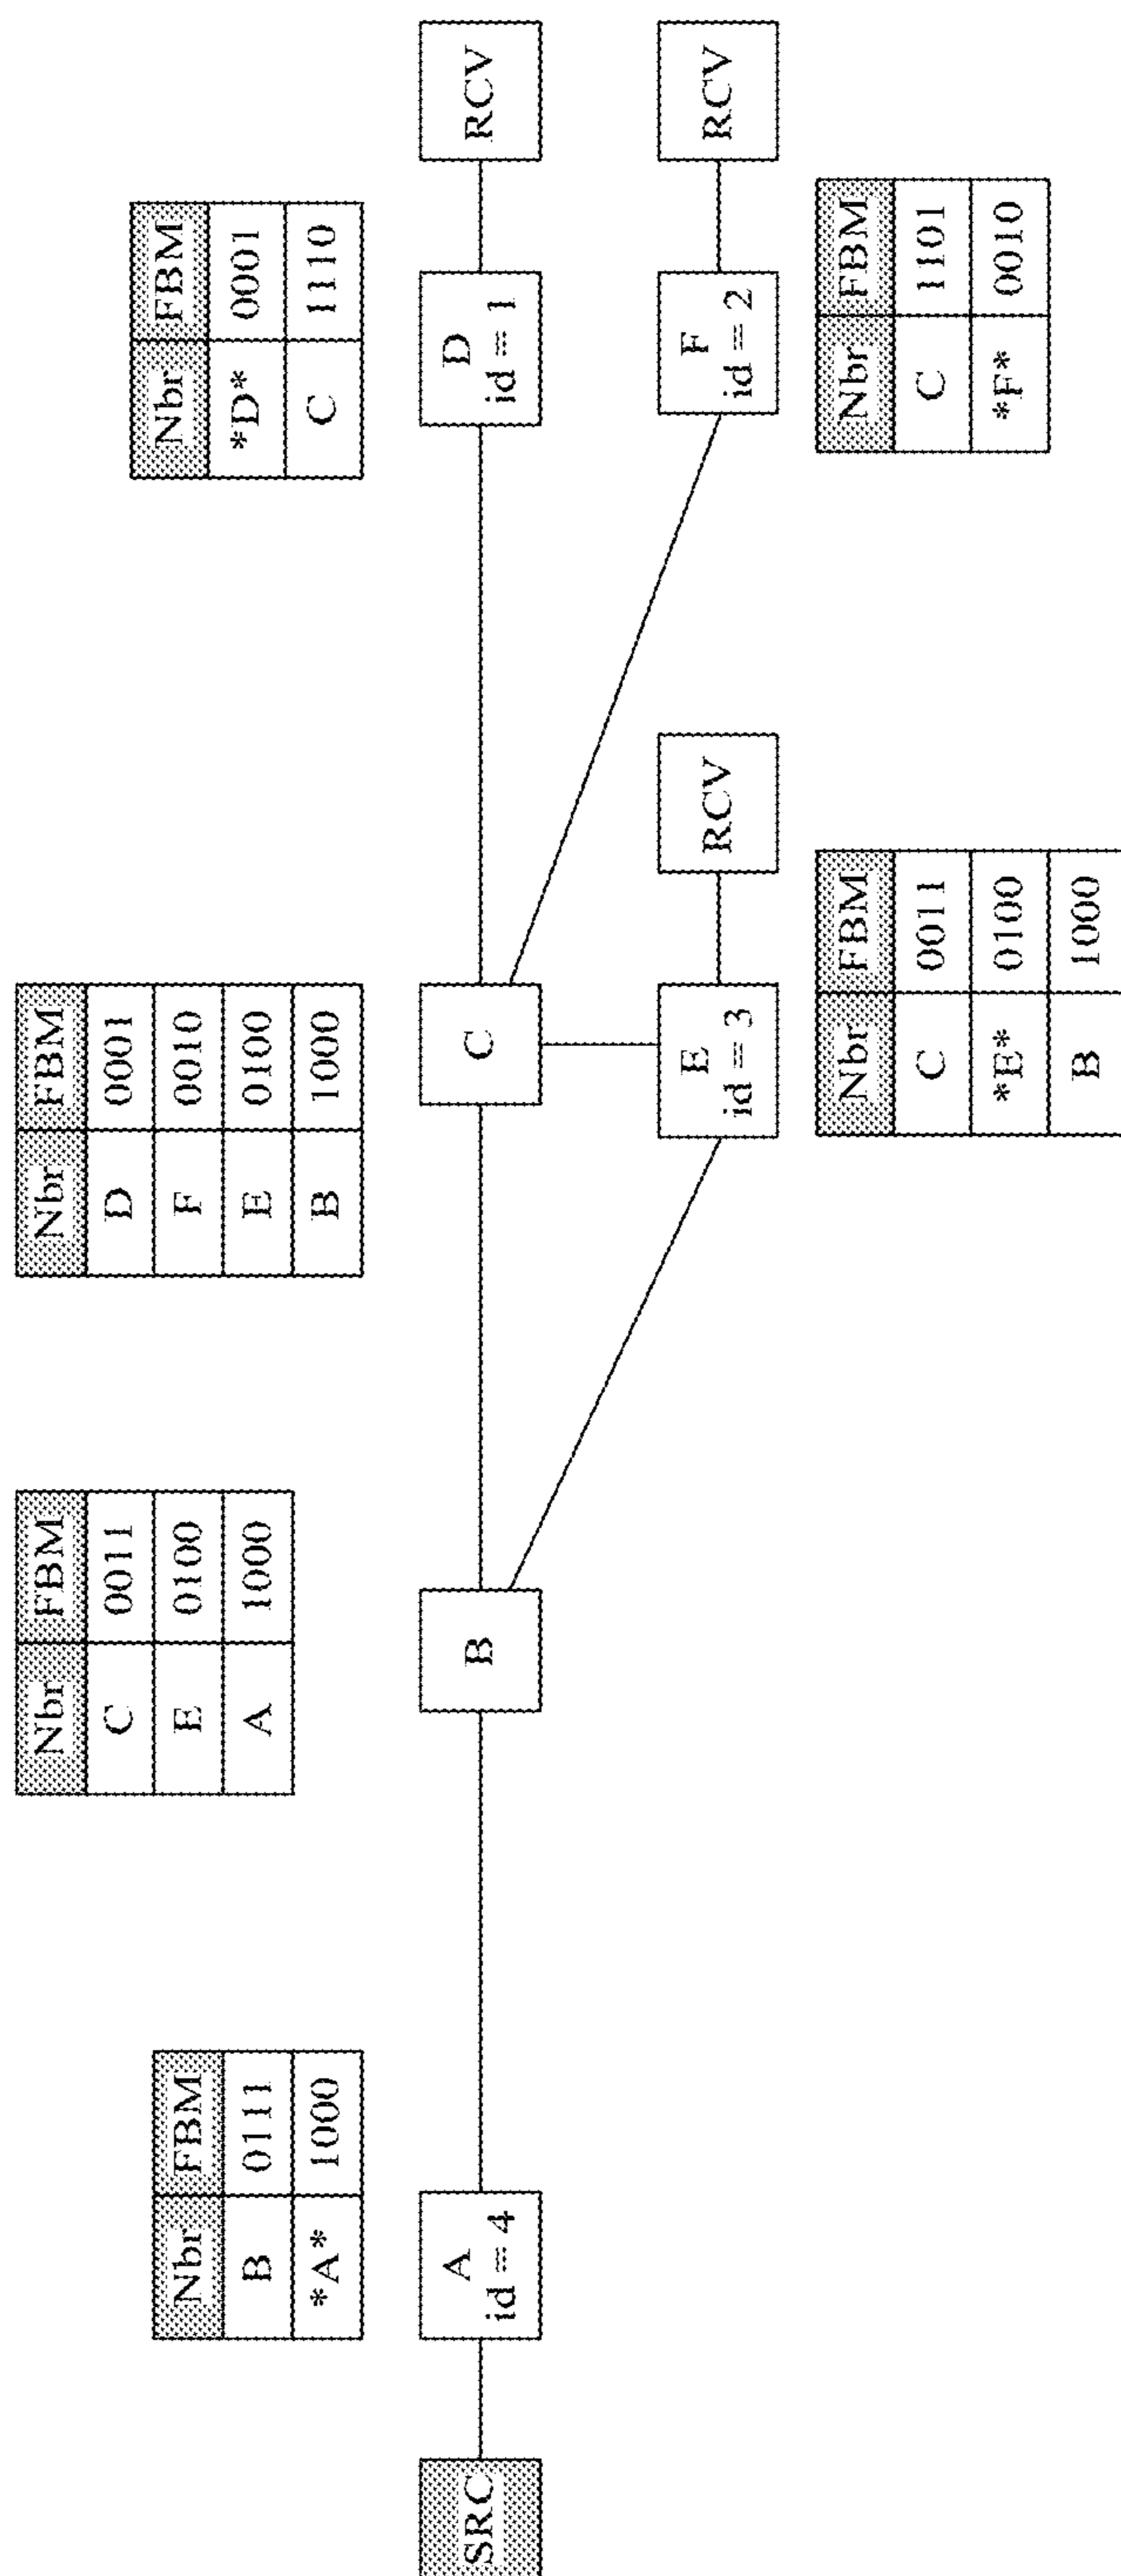 Nbr FBM
B 0111
*A* 1000
Nbr FBM
C 0011
E 0100
A 1000
Nbr FBM
D 0001
F 0010
E 0100
B 1000
Nbr FBM
*D* 0001
C 1110
SRC
A
id = 4
B
C
D
id = 1
RCV
E
id = 3
RCV
F
id = 2
RCV
Nbr FBM
C 0011
*E* 0100
B 1000
Nbr FBM
C 1101
*F* 0010